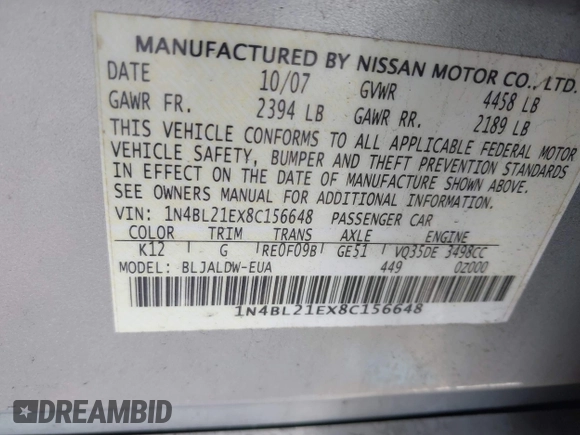 MANUFACTURED BY NISSAN MOTOR CO., LTD.
DATE 10/07 GVWR 4458 LB
GAWR FR. 2394 LB GAWR RR. 2189 LB
THIS VEHICLE CONFORMS TO ALL APPLICABLE FEDERAL MOTOR
VEHICLE SAFETY, BUMPER AND THEFT PREVENTION STANDARDS
IN EFFECT ON THE DATE OF MANUFACTURE SHOWN ABOVE.
SEE OWNERS MANUAL FOR ADDITIONAL INFORMATION.
VIN: 1N4BL21EX8C156648 PASSENGER CAR
COLOR TRIM TRANS AXLE ENGINE
K12 G RE0F09B GE51 VQ35DE 3498CC
MODEL: BLJALDW-EUA 449 0Z000
1N4BL21EX8C156648
DREAMBID